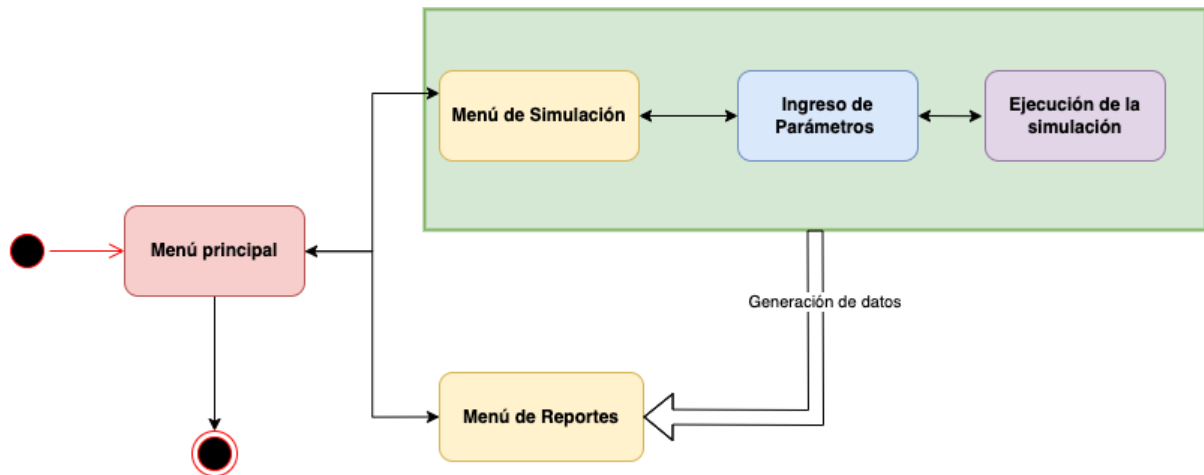 Menú de Simulación
Ingreso de
Parámetros
Ejecución de la
simulación
Menú principal
Generación de datos
Menú de Reportes